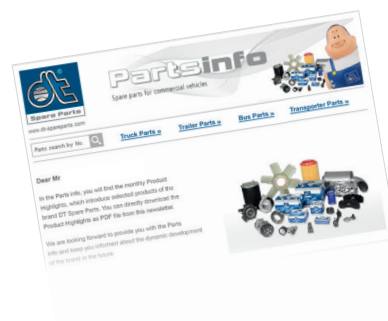 dt
Spare Parts
www.dt-spareparts.com
Partsinfo
Spare parts for commercial vehicles
Parts search by No.
Truck Parts »
Trailer Parts »
Bus Parts »
Transporter Parts »
Dear Mr
In the Parts info, you will find the monthly Product
Highlights, which introduce selected products of the
brand DT Spare Parts. You can directly download the
Product Highlights as PDF file from this newsletter.
We are looking forward to provide you with the Parts
info and keep you informed about the dynamic development
of the brand in the future.